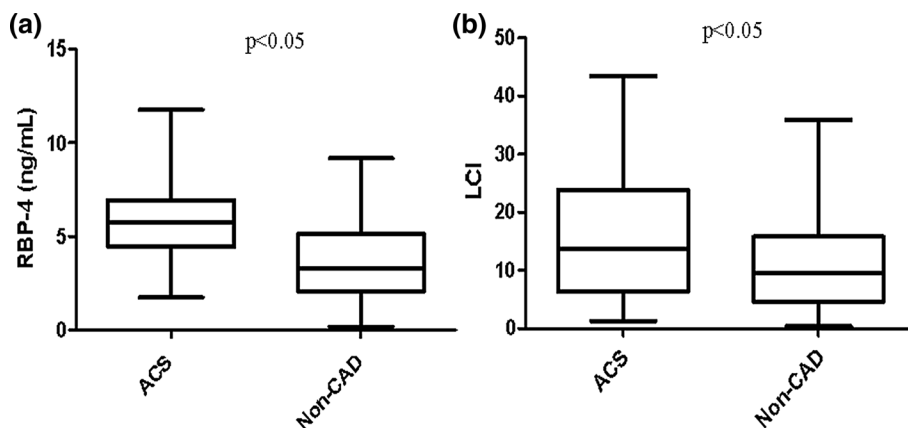 (a)
p<0.05
RBP-4 (ng/mL)
15
10
5
0
ACS
Non-CAD
(b)
p<0.05
LCI
50
40
30
20
10
0
ACS
Non-CAD